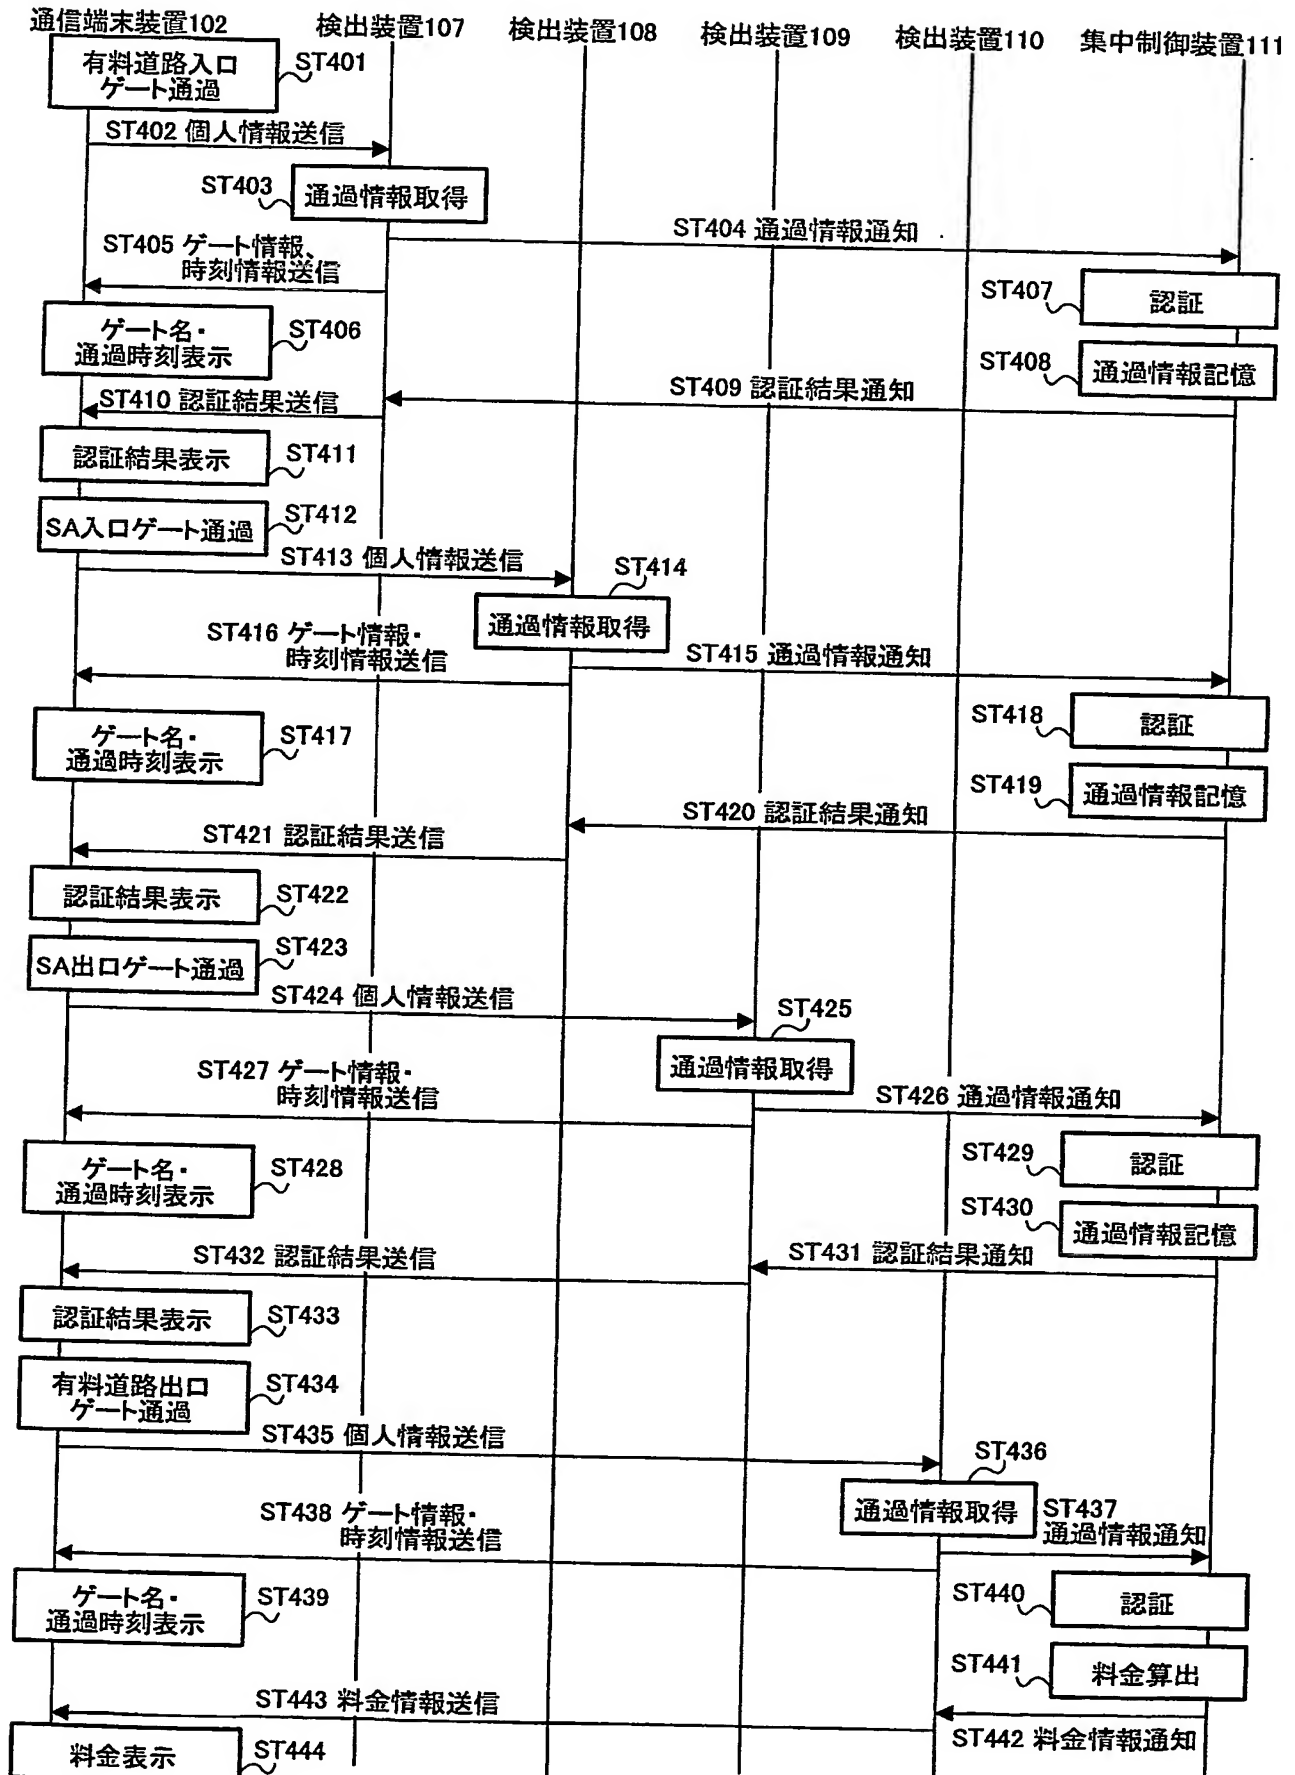 通信端末装置102
検出装置107
検出装置108
検出装置109
検出装置110
集中制御装置111
有料道路入口
ゲート通過
ST401
ST402 個人情報送信
ST403
通過情報取得
ST404 通過情報通知
ST405 ゲート情報、
時刻情報送信
ゲート名・
通過時刻表示
ST406
ST407
認証
ST408
通過情報記憶
ST409 認証結果通知
ST410 認証結果送信
認証結果表示
ST411
SA入口ゲート通過
ST412
ST413 個人情報送信
ST414
通過情報取得
ST416 ゲート情報・
時刻情報送信
ST415 通過情報通知
ゲート名・
通過時刻表示
ST417
ST418
認証
ST419
通過情報記憶
ST420 認証結果通知
ST421 認証結果送信
認証結果表示
ST422
SA出口ゲート通過
ST423
ST424 個人情報送信
ST425
通過情報取得
ST427 ゲート情報・
時刻情報送信
ST426 通過情報通知
ゲート名・
通過時刻表示
ST428
ST429
認証
ST430
通過情報記憶
ST431 認証結果通知
ST432 認証結果送信
認証結果表示
ST433
有料道路出口
ゲート通過
ST434
ST435 個人情報送信
ST436
通過情報取得
ST437
通過情報通知
ST438 ゲート情報・
時刻情報送信
ゲート名・
通過時刻表示
ST439
ST440
認証
ST441
料金算出
ST443 料金情報送信
ST442 料金情報通知
料金表示
ST444